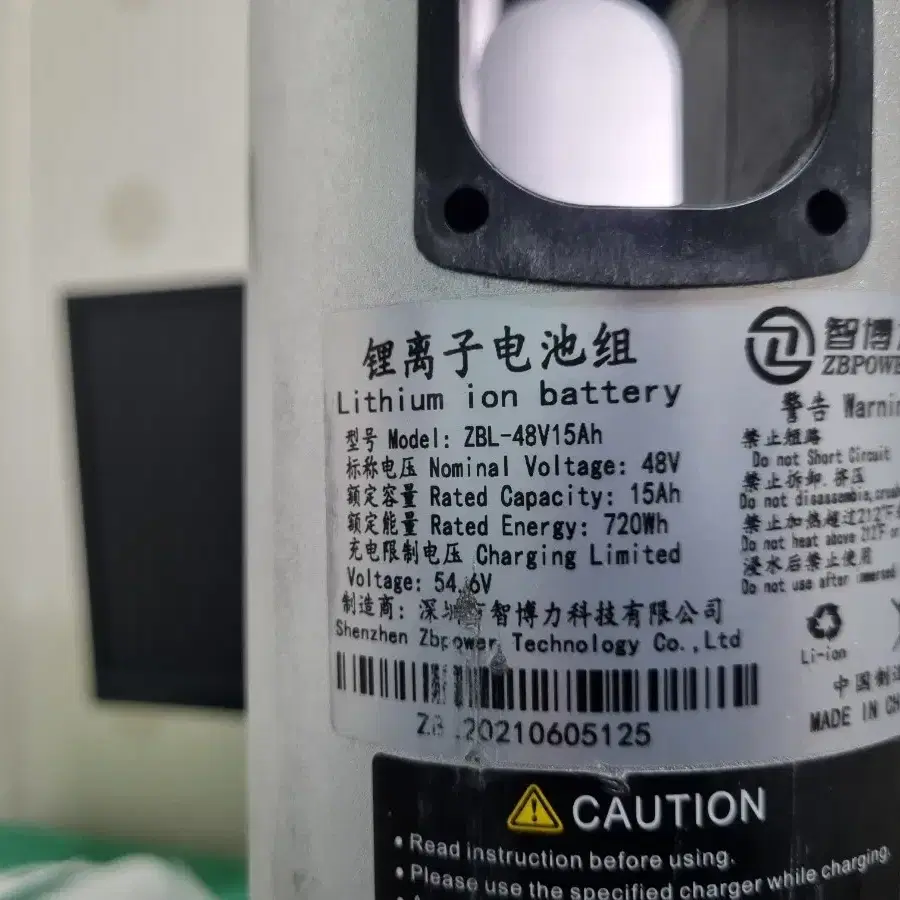 锂离子电池组
Lithium ion battery
型号 Model: ZBL-48V15Ah
标称电压 Nominal Voltage: 48V
额定容量 Rated Capacity: 15Ah
额定能量 Rated Energy: 720Wh
充电限制电压 Charging Limited
Voltage: 54.6V
制造商: 深圳市智博力科技有限公司
Shenzhen Zbpower Technology Co.,Ltd
20210605125
智博
ZBPOWE
警告 Warnin
禁止短路
Do not Short Circuit
禁止拆卸.挤压
Do not disassemble,crush
禁止加热超过212°F
Do not heat above 212°F or
浸水后禁止使用
Do not use after immersed
Li-ion
中国制造
MADE IN CH
CAUTION
• Read instruction before using.
• Please use the specified charger while charging.